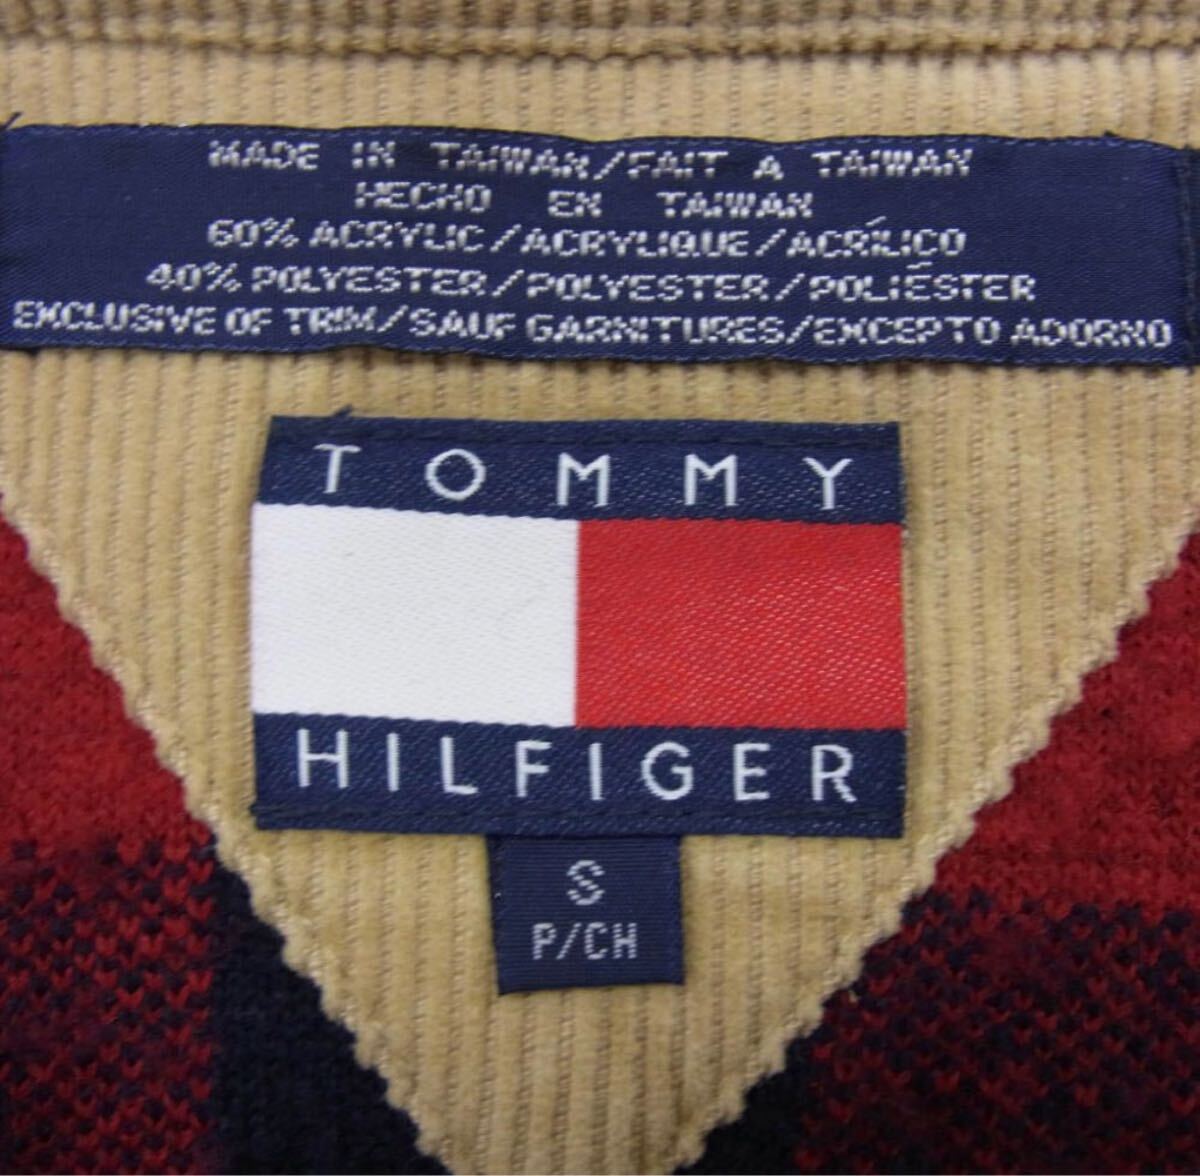 MADE IN TAIWAN/FAIT A TAIWAN
HECHO EN TAIWAN
60% ACRYLIC/ACRYLIQUE/ACRÍLICO
40% POLYESTER/POLYESTER/POLIÉSTER
EXCLUSIVE OF TRIM/SAUF GARNITURES/EXCEPTO ADORNO
TOMMY
HILFIGER
S
P/CH